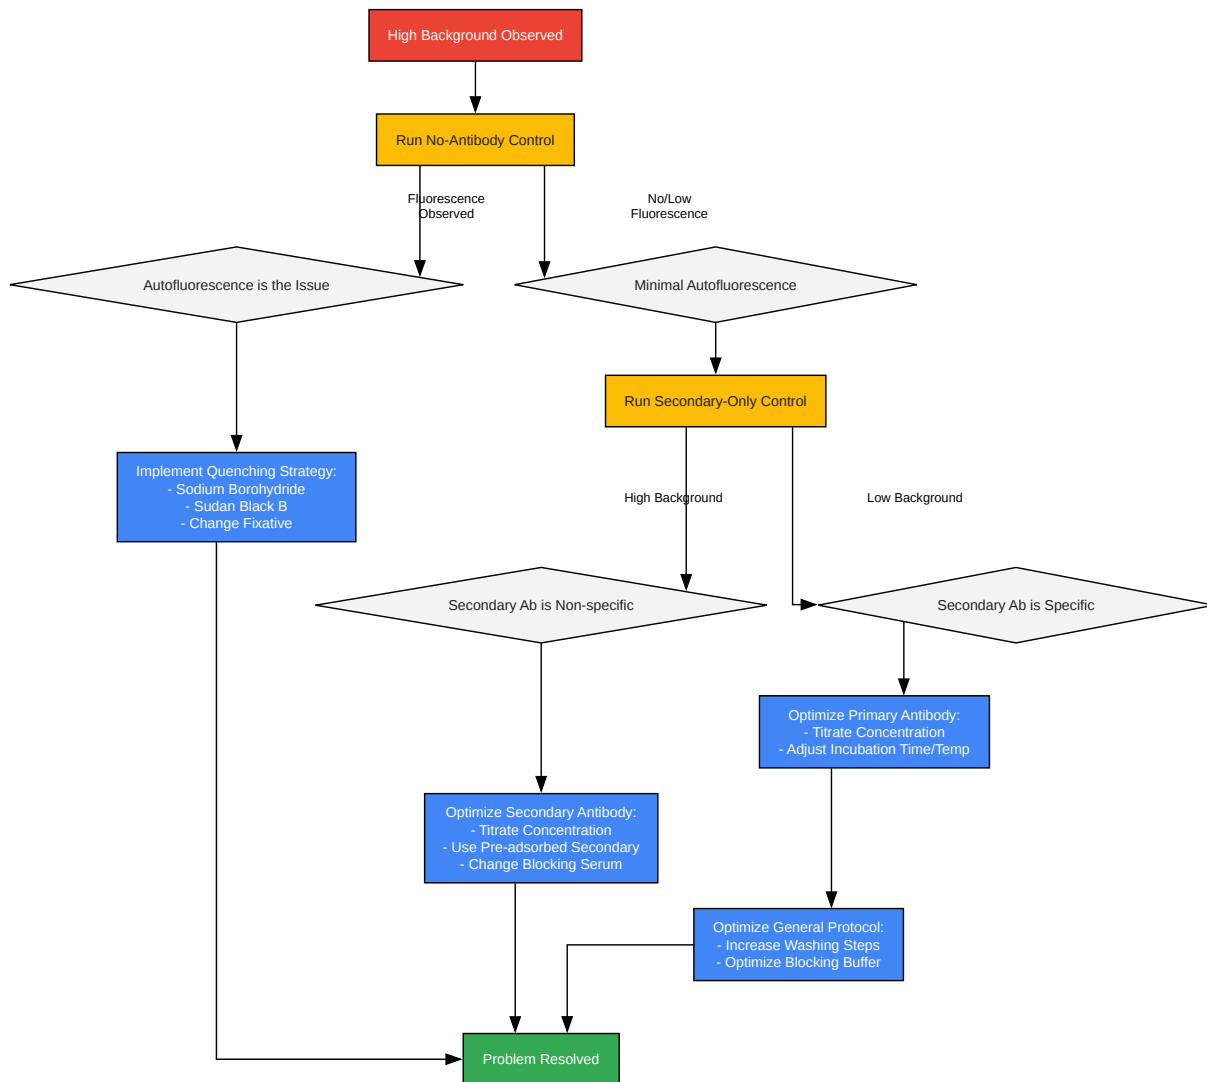 High Background Observed
Run No-Antibody Control
Fluorescence
Observed
No/Low
Fluorescence
Autofluorescence is the Issue
Minimal Autofluorescence
Run Secondary-Only Control
Implement Quenching Strategy:
- Sodium Borohydride
- Sudan Black B
- Change Fixative
High Background
Low Background
Secondary Ab is Non-specific
Secondary Ab is Specific
Optimize Primary Antibody:
- Titrate Concentration
- Adjust Incubation Time/Temp
Optimize Secondary Antibody:
- Titrate Concentration
- Use Pre-adsorbed Secondary
- Change Blocking Serum
Optimize General Protocol:
- Increase Washing Steps
- Optimize Blocking Buffer
Problem Resolved